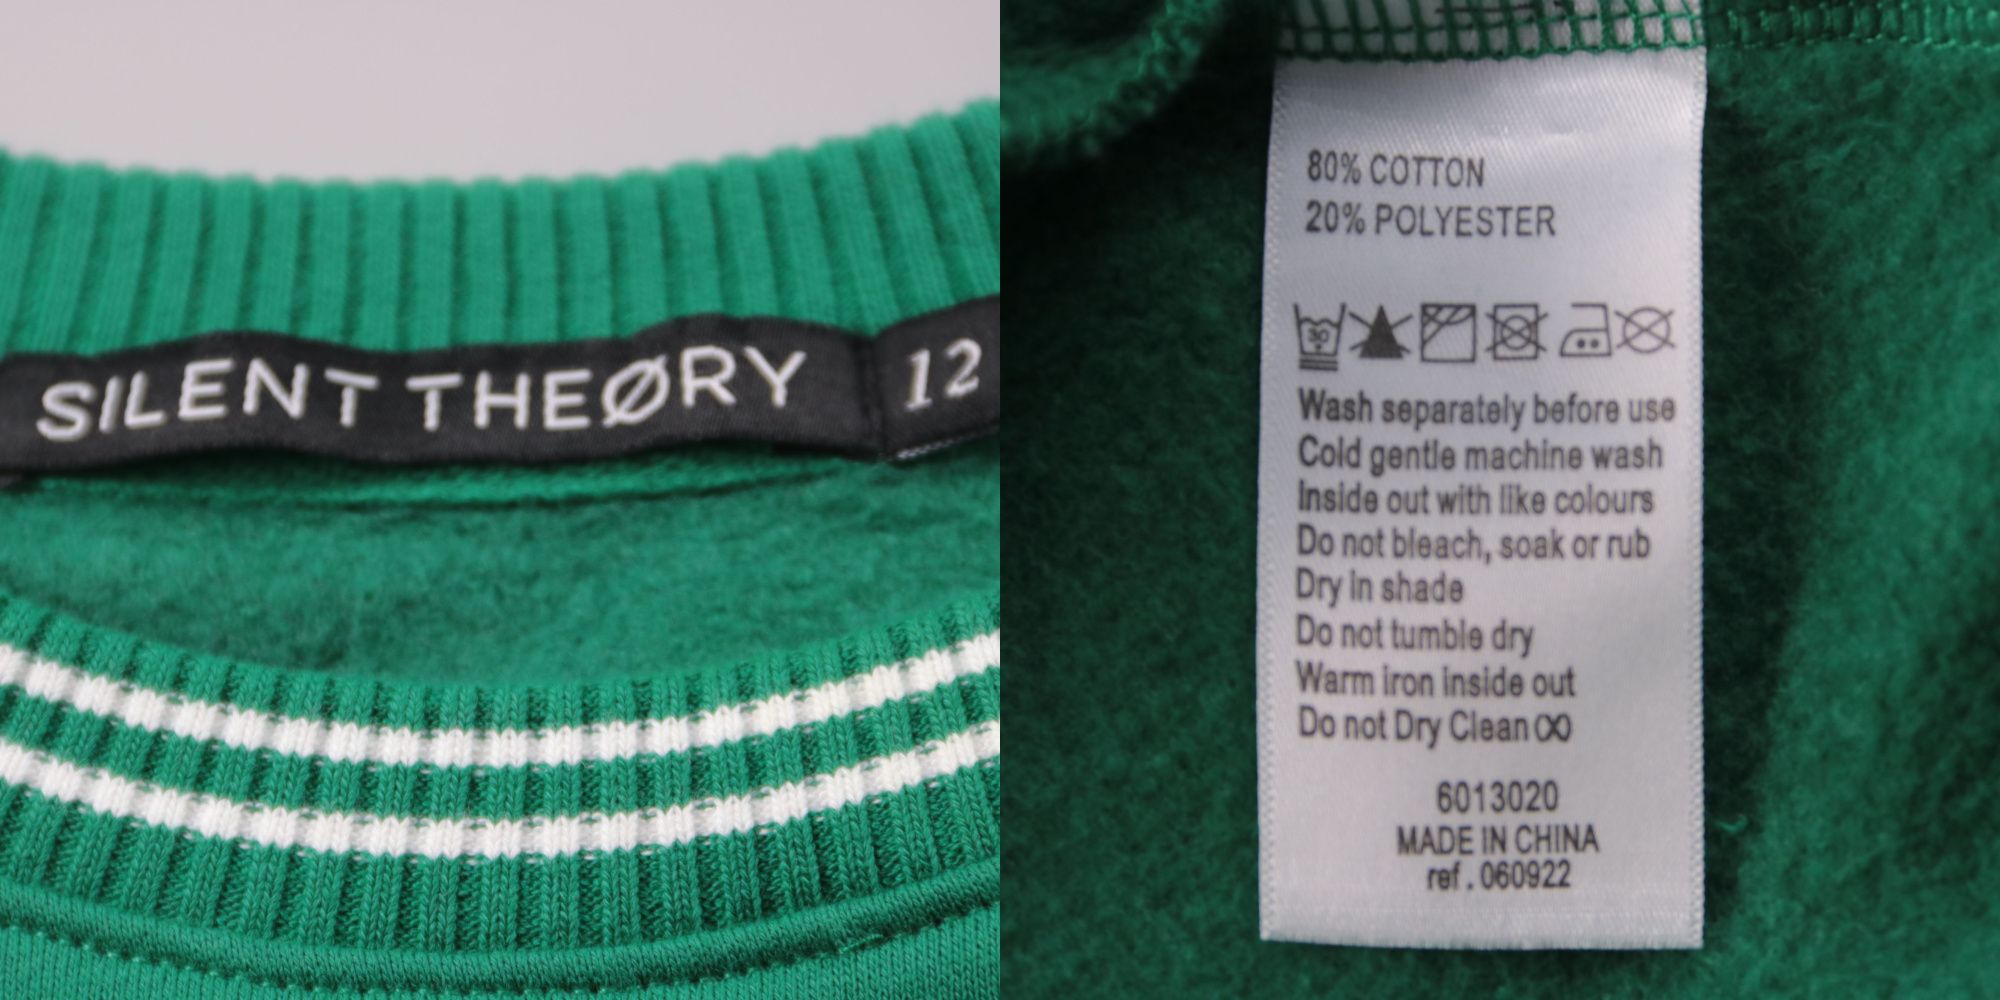 SILENT THEØRY
12
80% COTTON
20% POLYESTER
30
Wash separately before use
Cold gentle machine wash
Inside out with like colours
Do not bleach, soak or rub
Dry in shade
Do not tumble dry
Warm iron inside out
Do not Dry Clean ꝏ
6013020
MADE IN CHINA
ref . 060922